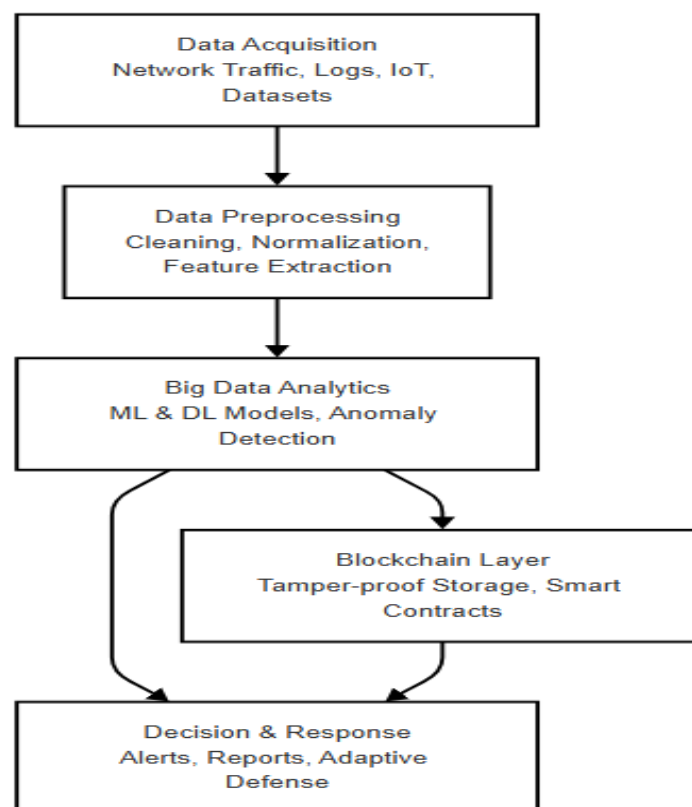 Data Acquisition
Network Traffic, Logs, IoT,
Datasets
Data Preprocessing
Cleaning, Normalization,
Feature Extraction
Big Data Analytics
ML & DL Models, Anomaly
Detection
Blockchain Layer
Tamper-proof Storage, Smart
Contracts
Decision & Response
Alerts, Reports, Adaptive
Defense